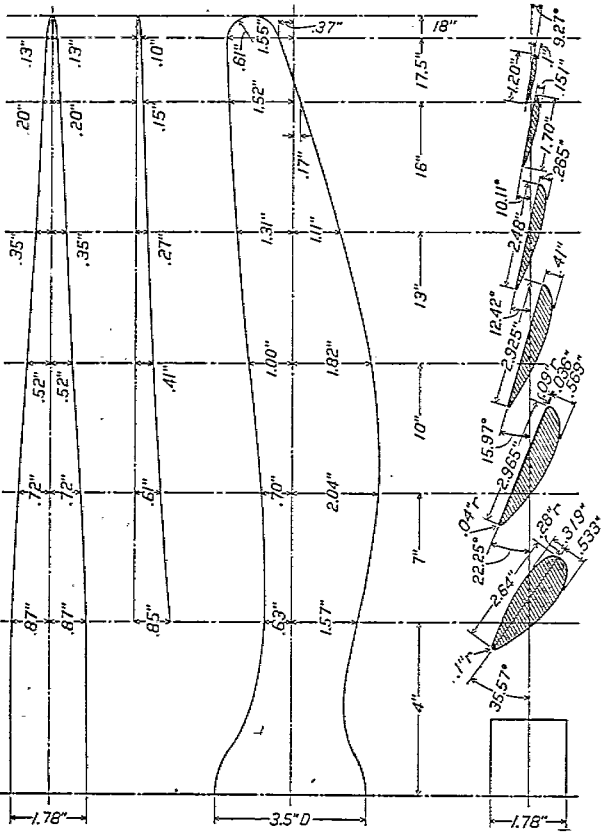 .13" .13" .10" .61" 1.55" .37" 18" 9.27°
17.5" 1.20" .1" .151"
.20" .20" .15" 1.52" .17" 16" 1.70" .265"
10.11°
.35" .35" .27" 1.31" 1.11" 2.48" .41"
13" 12.42°
.52" .52" .41" 1.00" 1.82" 2.925" .09"r .036" .569"
10" 15.97°
.72" .72" .61" .70" 2.04" 2.965"
.04"r .28"r .319" .533"
7" 22.25°
2.64"
.87" .87" .85" .63" 1.57" .1"r
4" 35.57°
1.78" 3.5"D 1.78"